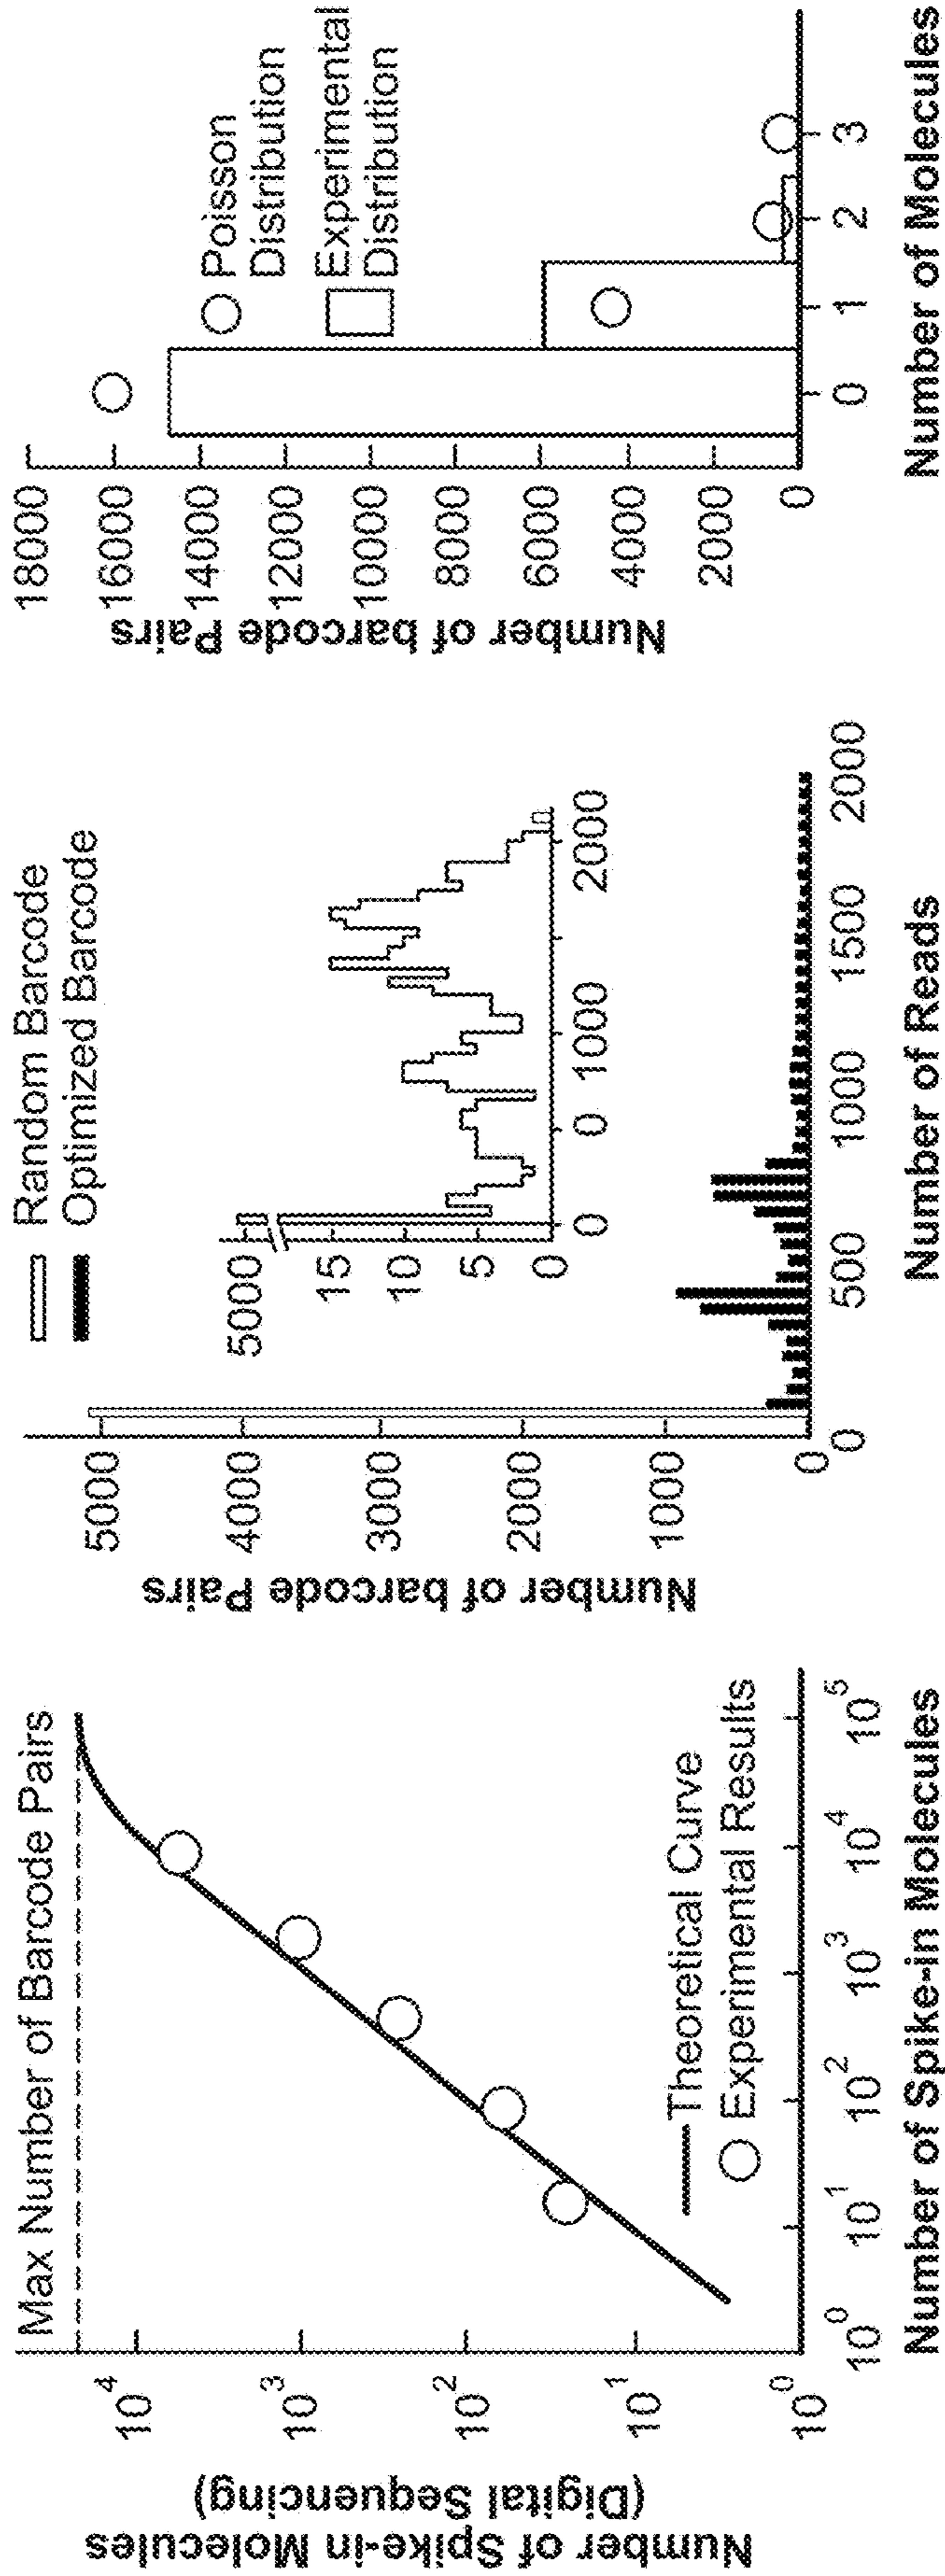 Max Number of Barcode Pairs
10^4
10^3
10^2
10^1
10^0
Number of Spike-in Molecules
(Digital Sequencing)
Theoretical Curve
Experimental Results
10^0 10^1 10^2 10^3 10^4 10^5
Number of Spike-in Molecules
Random Barcode
Optimized Barcode
5000
4000
3000
2000
1000
0
Number of barcode Pairs
5000
15
10
5
0
0 0 1000 2000
0 500 1000 1500 2000
Number of Reads
18000
16000
14000
12000
10000
8000
6000
4000
2000
0
Number of barcode Pairs
Poisson
Distribution
Experimental
Distribution
0 1 2 3
Number of Molecules